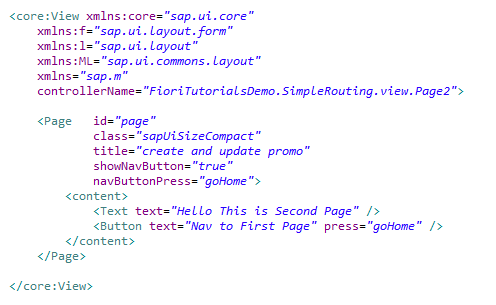 <core:View xmlns:core="sap.ui.core"
    xmlns:f="sap.ui.layout.form"
    xmlns:l="sap.ui.layout"
    xmlns:ML="sap.ui.commons.layout"
    xmlns="sap.m"
    controllerName="FioriTutorialsDemo.SimpleRouting.view.Page2">
    <Page   id="page"
            class="sapUiSizeCompact"
            title="create and update promo"
            showNavButton="true"
            navButtonPress="goHome">
        <content>
            <Text text="Hello This is Second Page" />
            <Button text="Nav to First Page" press="goHome" />
        </content>
    </Page>
</core:View>